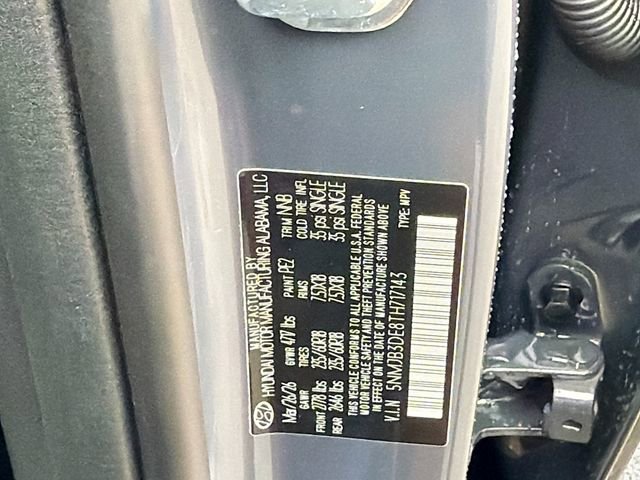 MANUFACTURED BY
HYUNDAI MOTOR MANUFACTURING ALABAMA, LLC
Mar/26/26 GVWR 4717 lbs PAINT PE2 TRIM NNB
GAWR TIRES RIMS COLD TIRE INFL
FRONT 2778 lbs 235/60R18 7.5JX18 35 psi SINGLE
REAR 2646 lbs 235/60R18 7.5JX18 35 psi SINGLE
THIS VEHICLE CONFORMS TO ALL APPLICABLE U.S.A. FEDERAL
MOTOR VEHICLE SAFETY AND THEFT PREVENTION STANDARDS
IN EFFECT ON THE DATE OF MANUFACTURE SHOWN ABOVE
V.I.N 5NMJB3DE8TH717143 TYPE: MPV